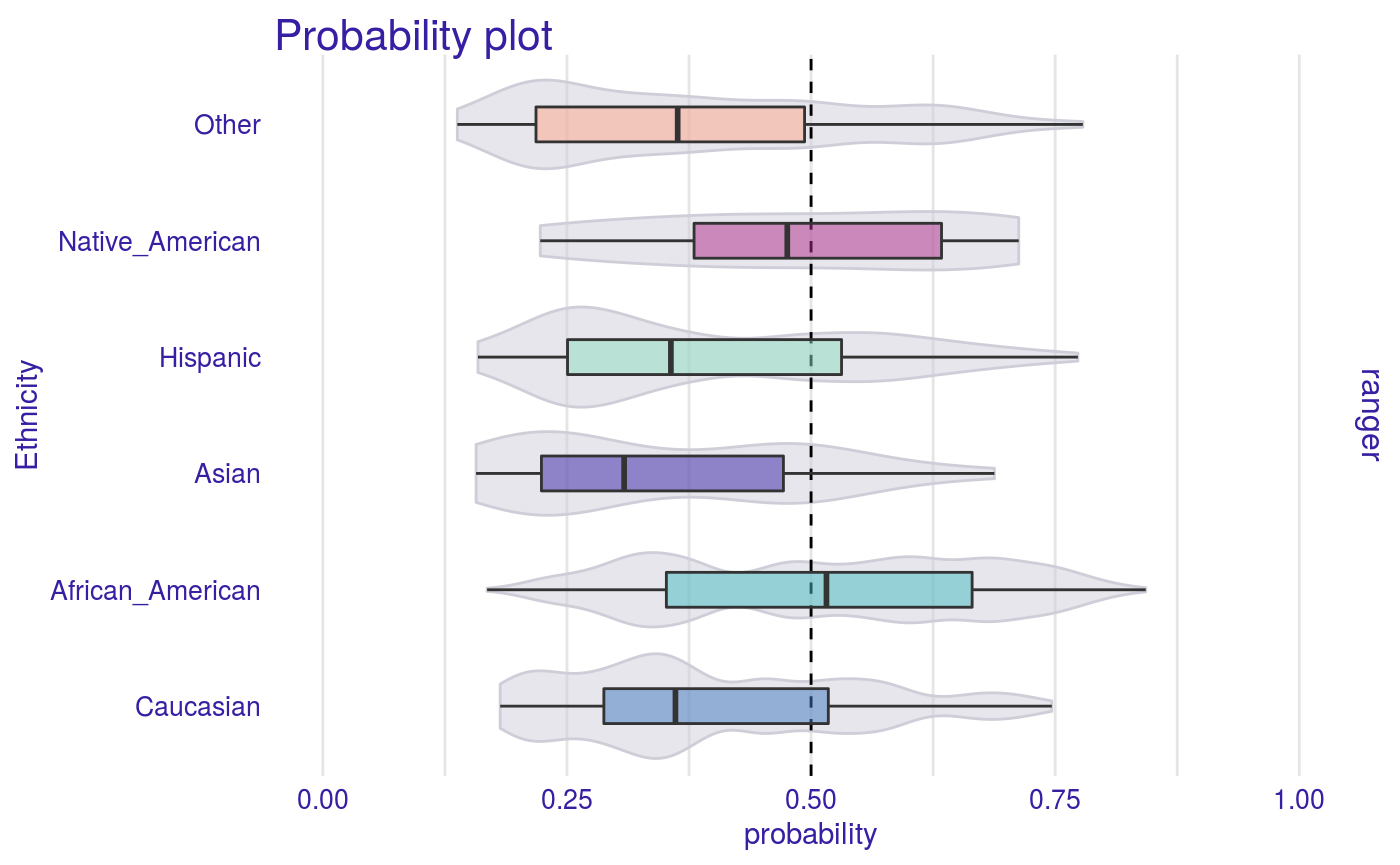 Probability plot
Ethnicity
Other
Native_American
Hispanic
Asian
African_American
Caucasian
ranger
0.00 0.25 0.50 0.75 1.00
probability